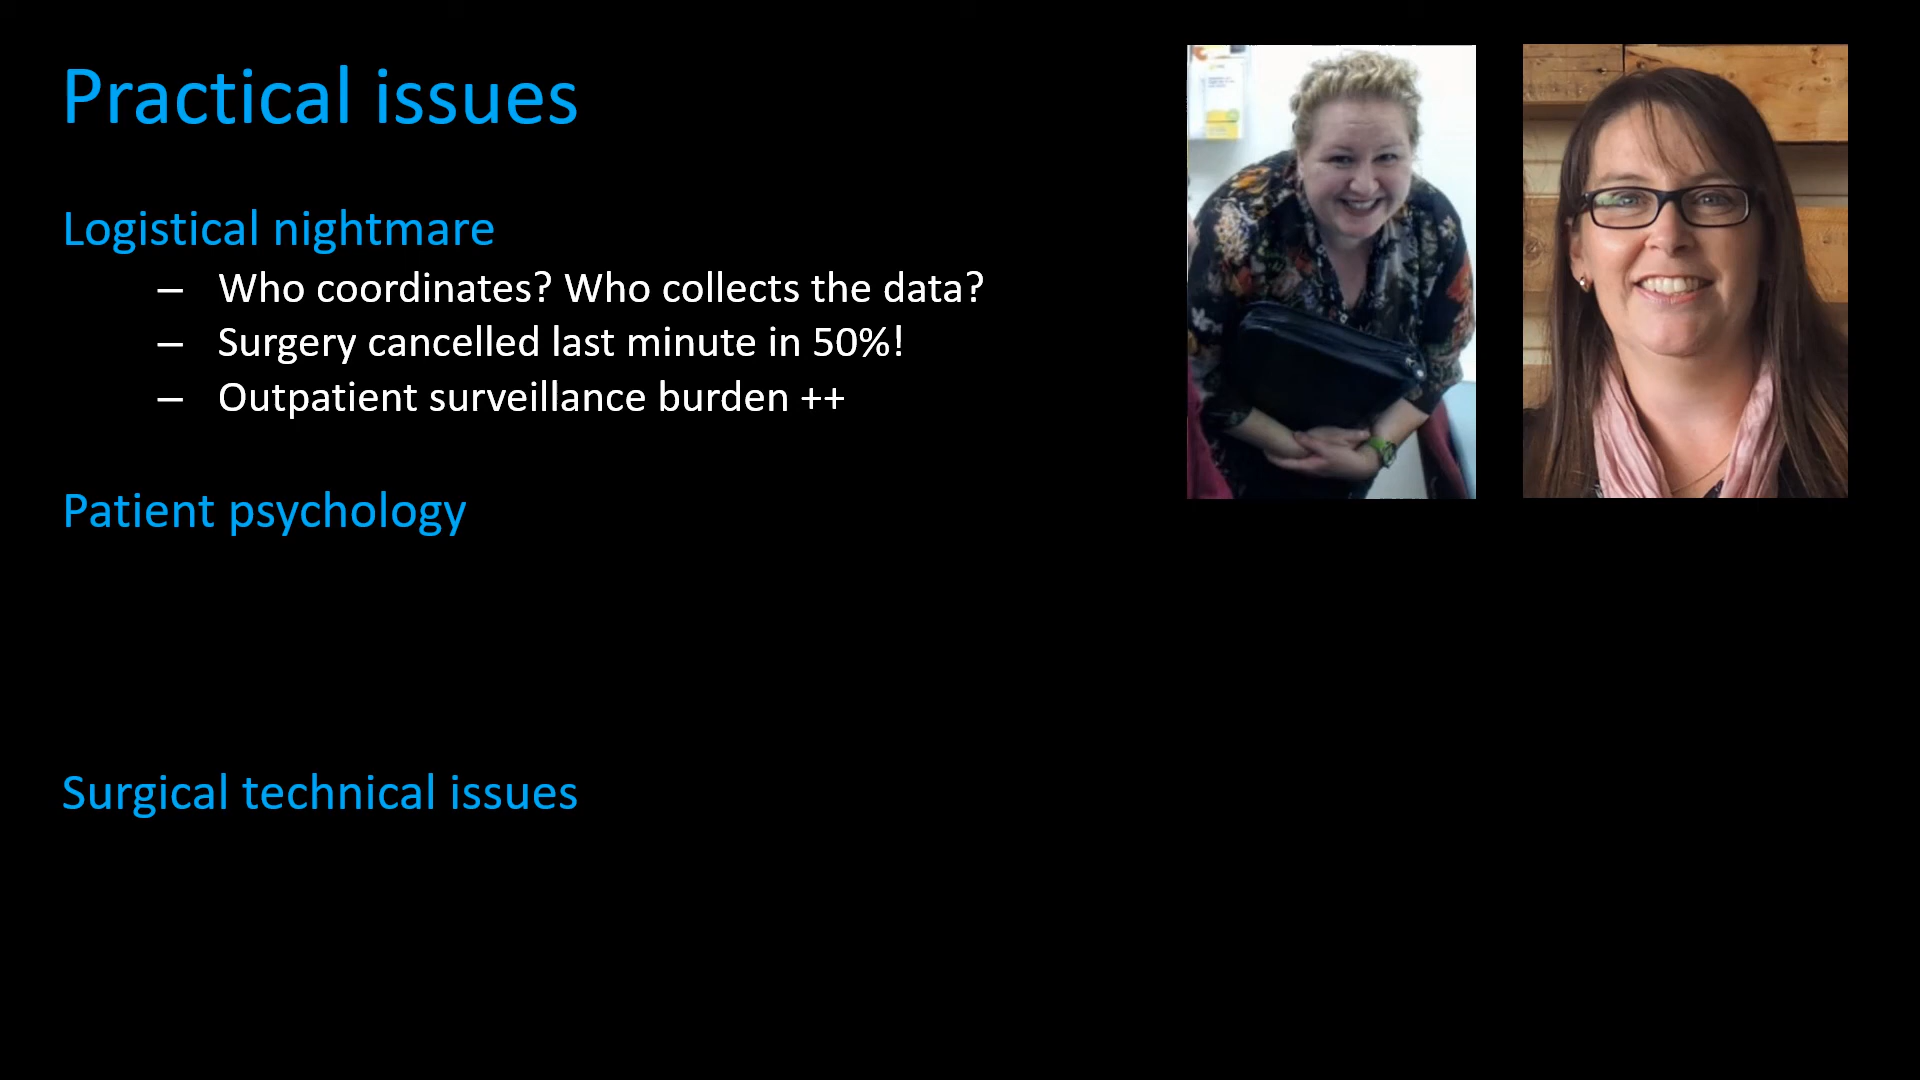 Practical issues
Logistical nightmare
– Who coordinates? Who collects the data?
– Surgery cancelled last minute in 50%!
– Outpatient surveillance burden ++
Patient psychology
Surgical technical issues